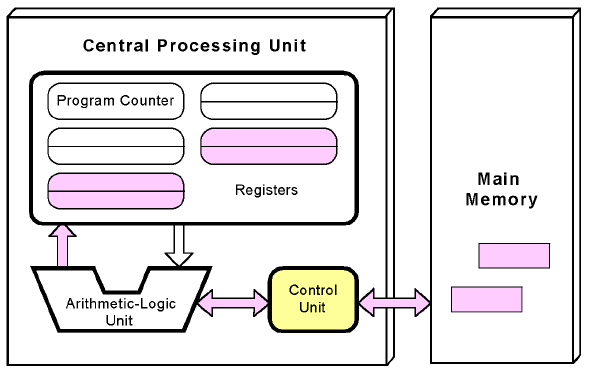 Central Processing Unit
Program Counter
Registers
Arithmetic-Logic
Unit
Control
Unit
Main
Memory